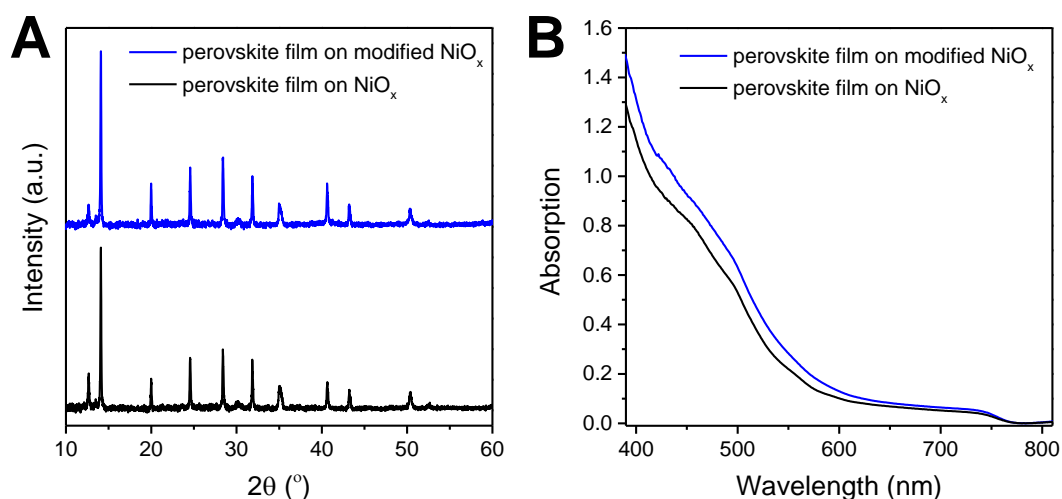 A
perovskite film on modified NiOₓ
perovskite film on NiOₓ
Intensity (a.u.)
10 20 30 40 50 60
2θ (°)
B
perovskite film on modified NiOₓ
perovskite film on NiOₓ
Absorption
1.6
1.4
1.2
1.0
0.8
0.6
0.4
0.2
0.0
400 500 600 700 800
Wavelength (nm)